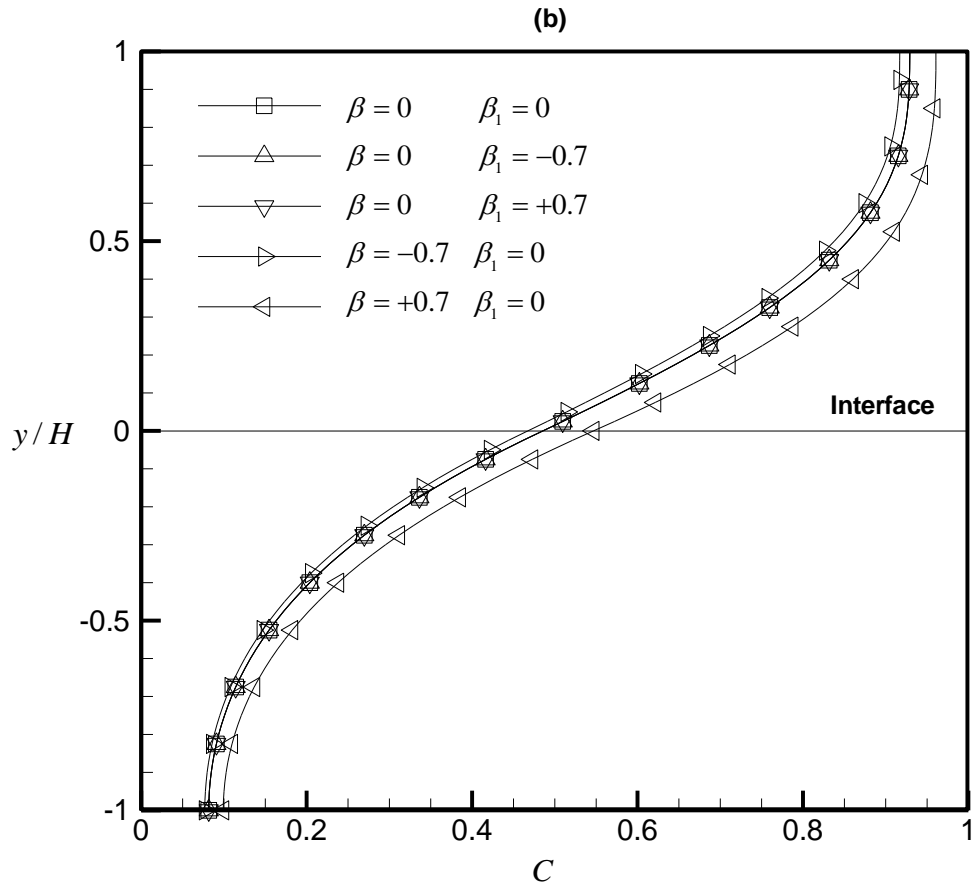 (b)
1
β = 0 β₁ = 0
β = 0 β₁ = −0.7
β = 0 β₁ = +0.7
β = −0.7 β₁ = 0
β = +0.7 β₁ = 0
0.5
Interface
y / H
0
-0.5
-1
0 0.2 0.4 0.6 0.8 1
C